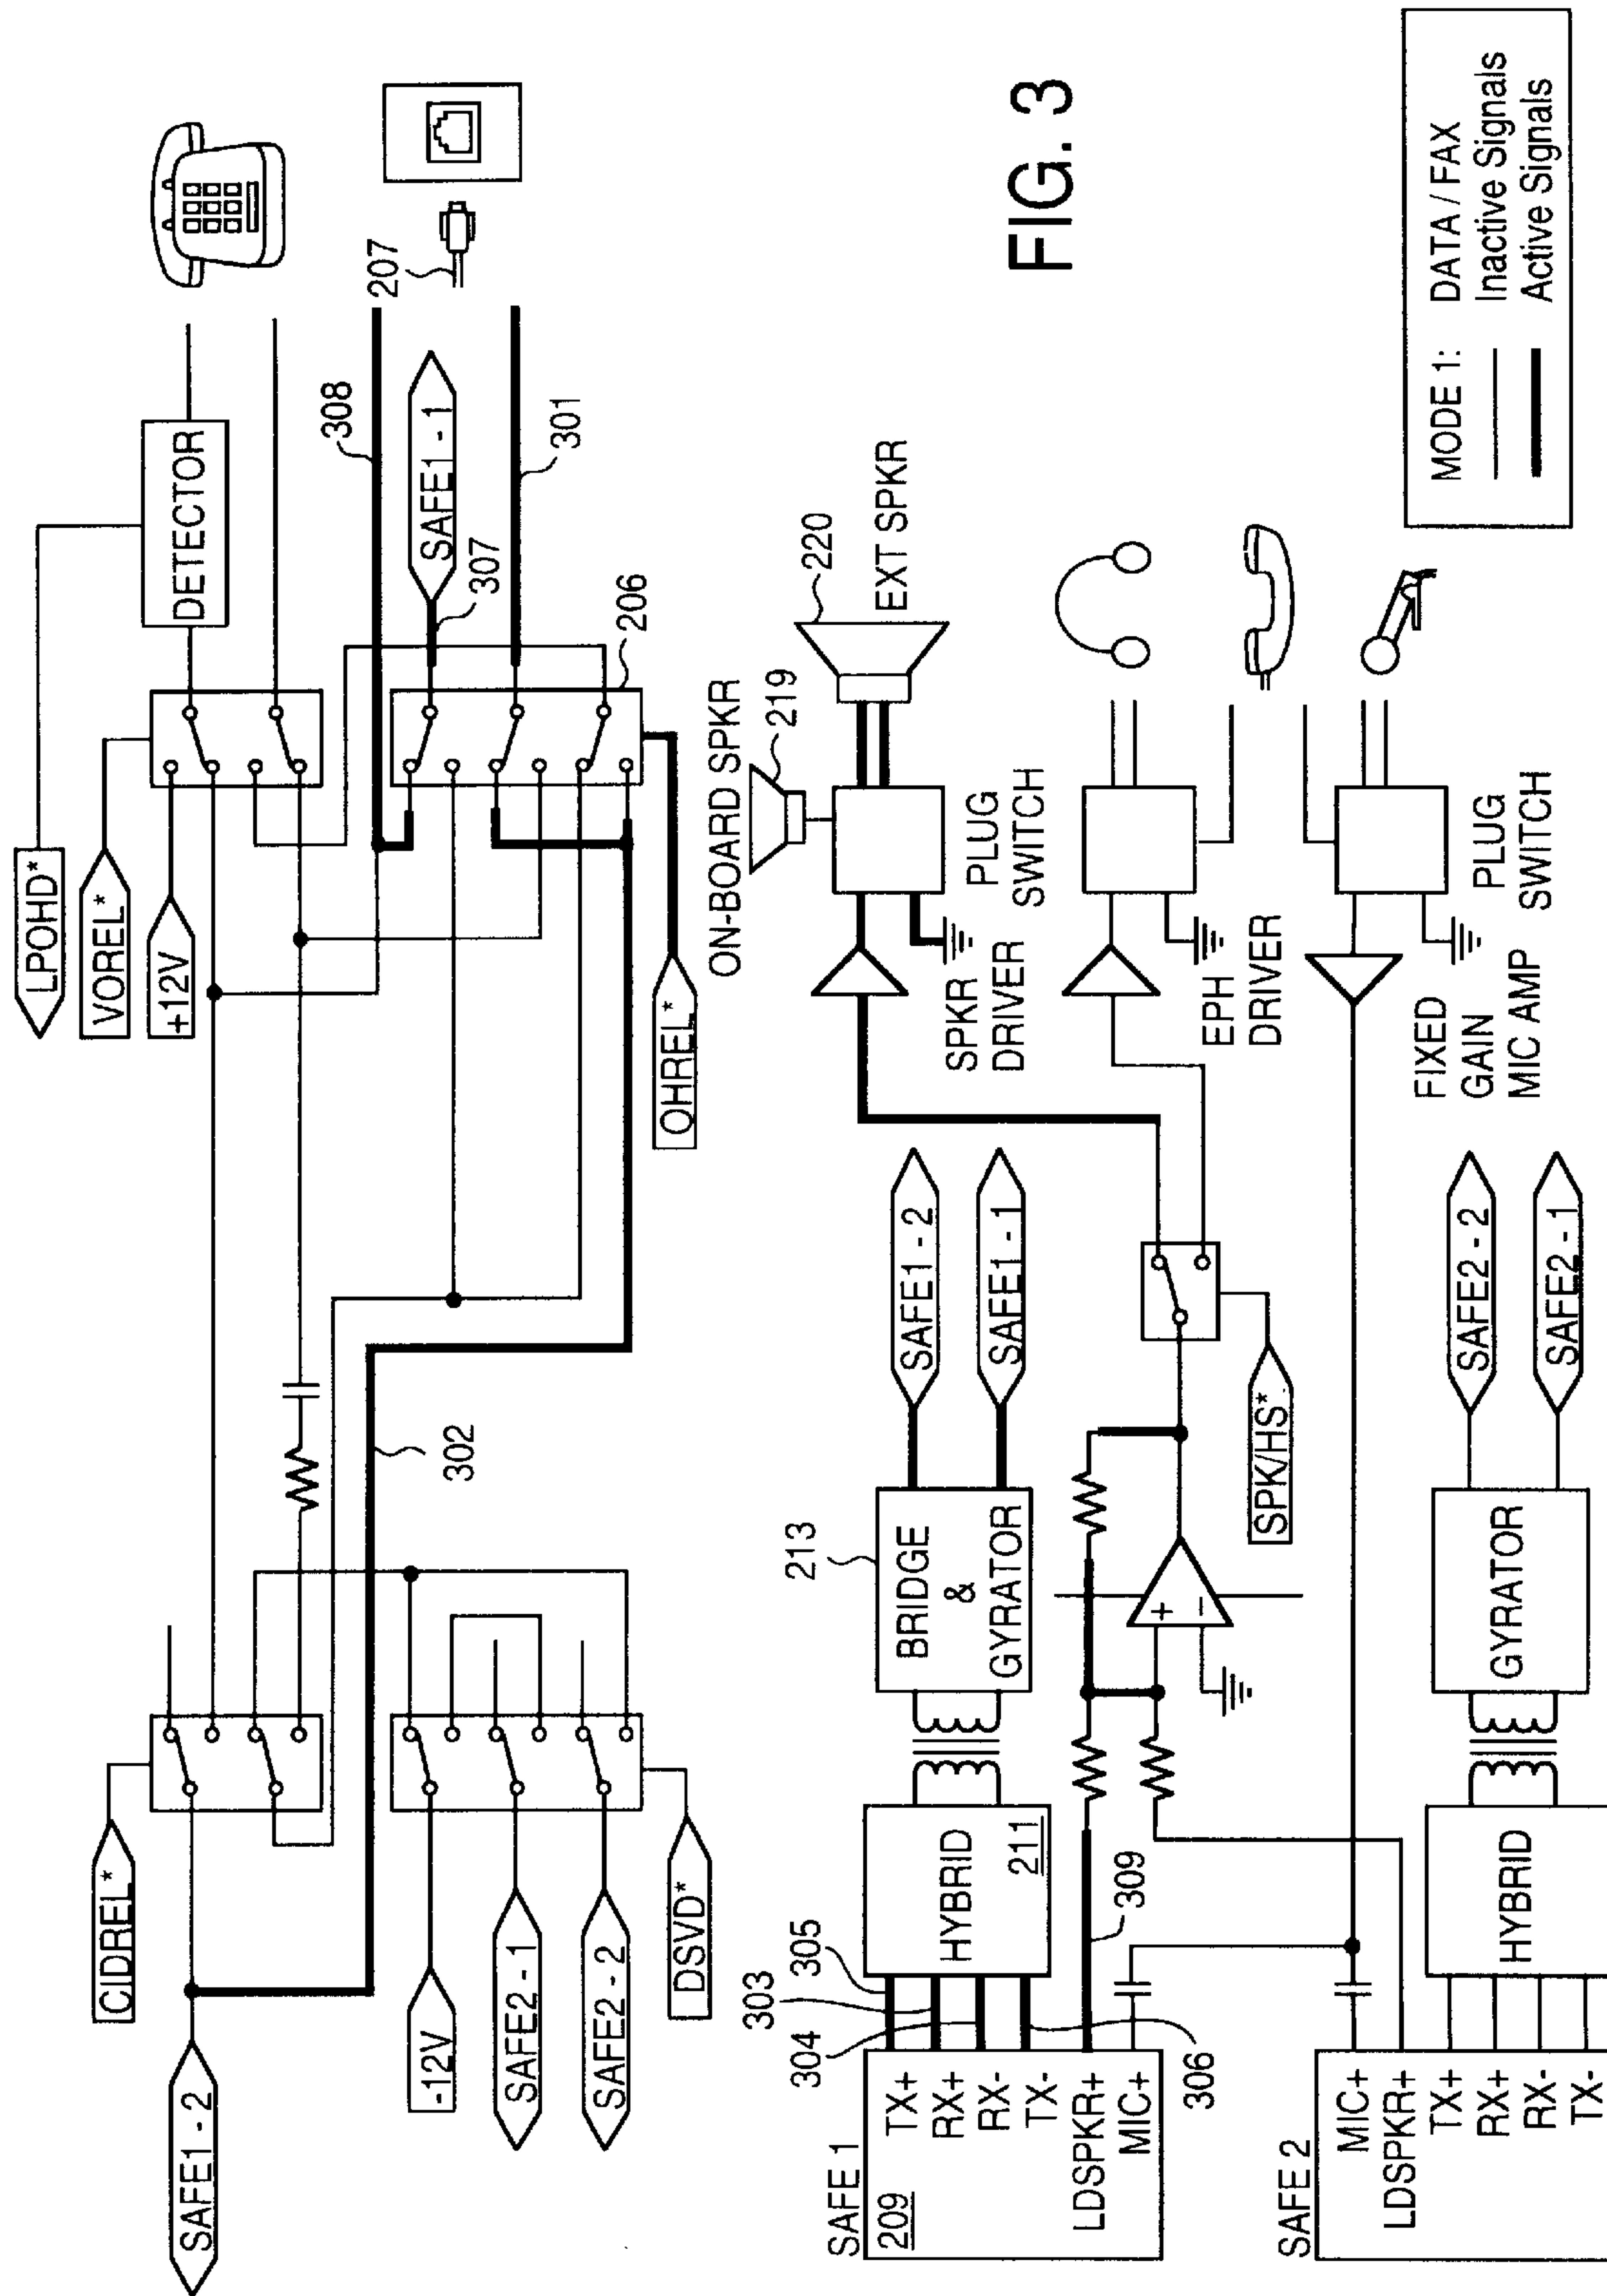 FIG. 3
LPOHD*
VOREL*
+12V
DETECTOR
308
207
SAFE1 - 1
307
301
206
OHREL*
CIDREL*
302
SAFE1 - 2
-12V
SAFE2 - 1
SAFE2 - 2
DSVD*
ON-BOARD SPKR
219
220
EXT SPKR
PLUG
SWITCH
SPKR
DRIVER
EPH
DRIVER
PLUG
SWITCH
FIXED
GAIN
MIC AMP
SAFE1 - 2
SAFE1 - 1
213
BRIDGE
&
GYRATOR
SPK/HS*
+
−
HYBRID
211
303
305
304
306
309
SAFE 1
209
TX+
RX+
RX-
TX-
LDSPKR+
MIC+
SAFE 2
MIC+
LDSPKR+
TX+
RX+
RX-
TX-
HYBRID
GYRATOR
SAFE2 - 2
SAFE2 - 1
MODE 1: DATA / FAX
Inactive Signals
Active Signals